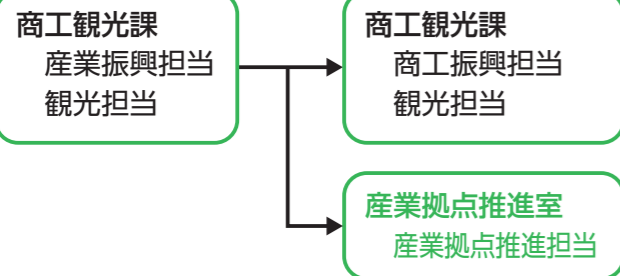 商工観光課
産業振興担当
観光担当
商工観光課
商工振興担当
観光担当
産業拠点推進室
産業拠点推進担当